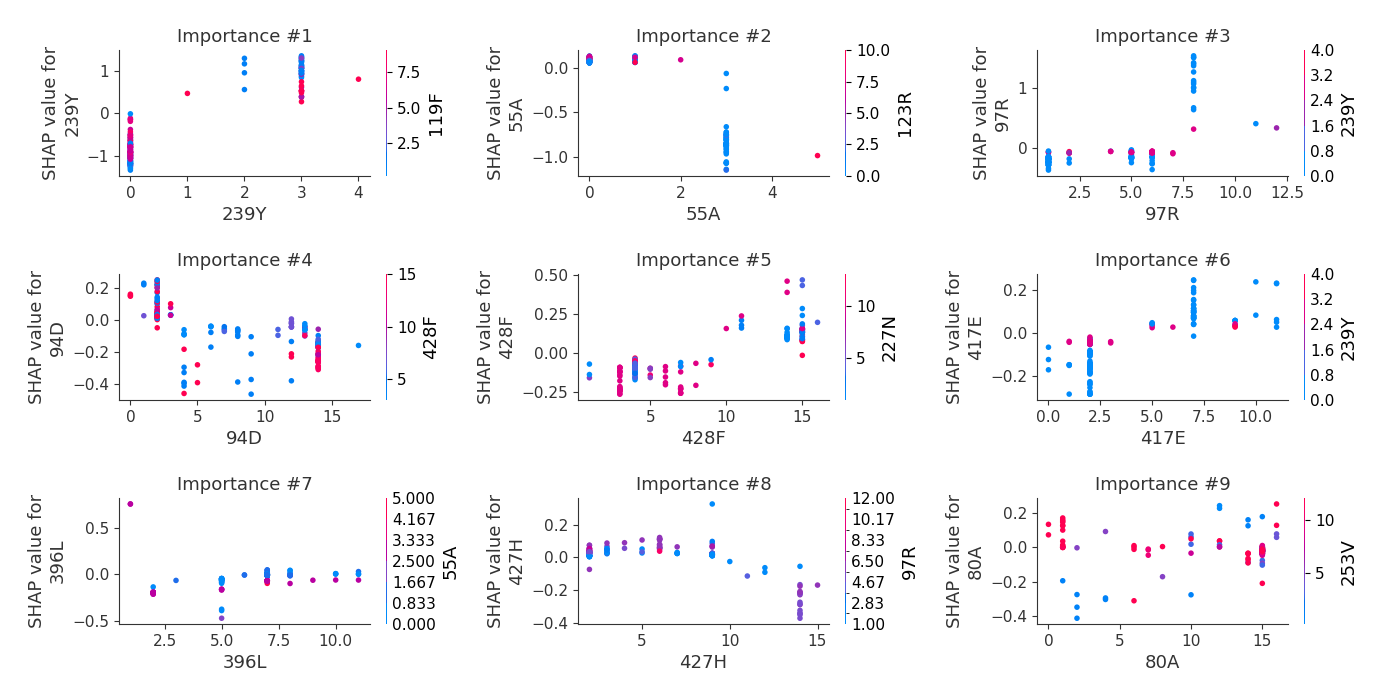 Importance #1
Importance #2
Importance #3
SHAP value for
239Y
1
0
−1
0
1
2
3
4
239Y
7.5
5.0
2.5
119F
SHAP value for
55A
0.0
−0.5
−1.0
0
2
4
55A
10.0
7.5
5.0
2.5
0.0
123R
SHAP value for
97R
1
0
2.5
5.0
7.5
10.0
12.5
97R
4.0
3.2
2.4
1.6
0.8
0.0
239Y
Importance #4
Importance #5
Importance #6
SHAP value for
94D
0.2
0.0
−0.2
−0.4
0
5
10
15
94D
15
10
5
428F
SHAP value for
428F
0.50
0.25
0.00
−0.25
5
10
15
428F
10
5
227N
SHAP value for
417E
0.2
0.0
−0.2
0.0
2.5
5.0
7.5
10.0
417E
4.0
3.2
2.4
1.6
0.8
0.0
239Y
Importance #7
Importance #8
Importance #9
SHAP value for
396L
0.5
0.0
−0.5
2.5
5.0
7.5
10.0
396L
5.000
4.167
3.333
2.500
1.667
0.833
0.000
55A
SHAP value for
427H
0.2
0.0
−0.2
−0.4
5
10
15
427H
12.00
10.17
8.33
6.50
4.67
2.83
1.00
97R
SHAP value for
80A
0.2
0.0
−0.2
−0.4
0
5
10
15
80A
10
5
253V